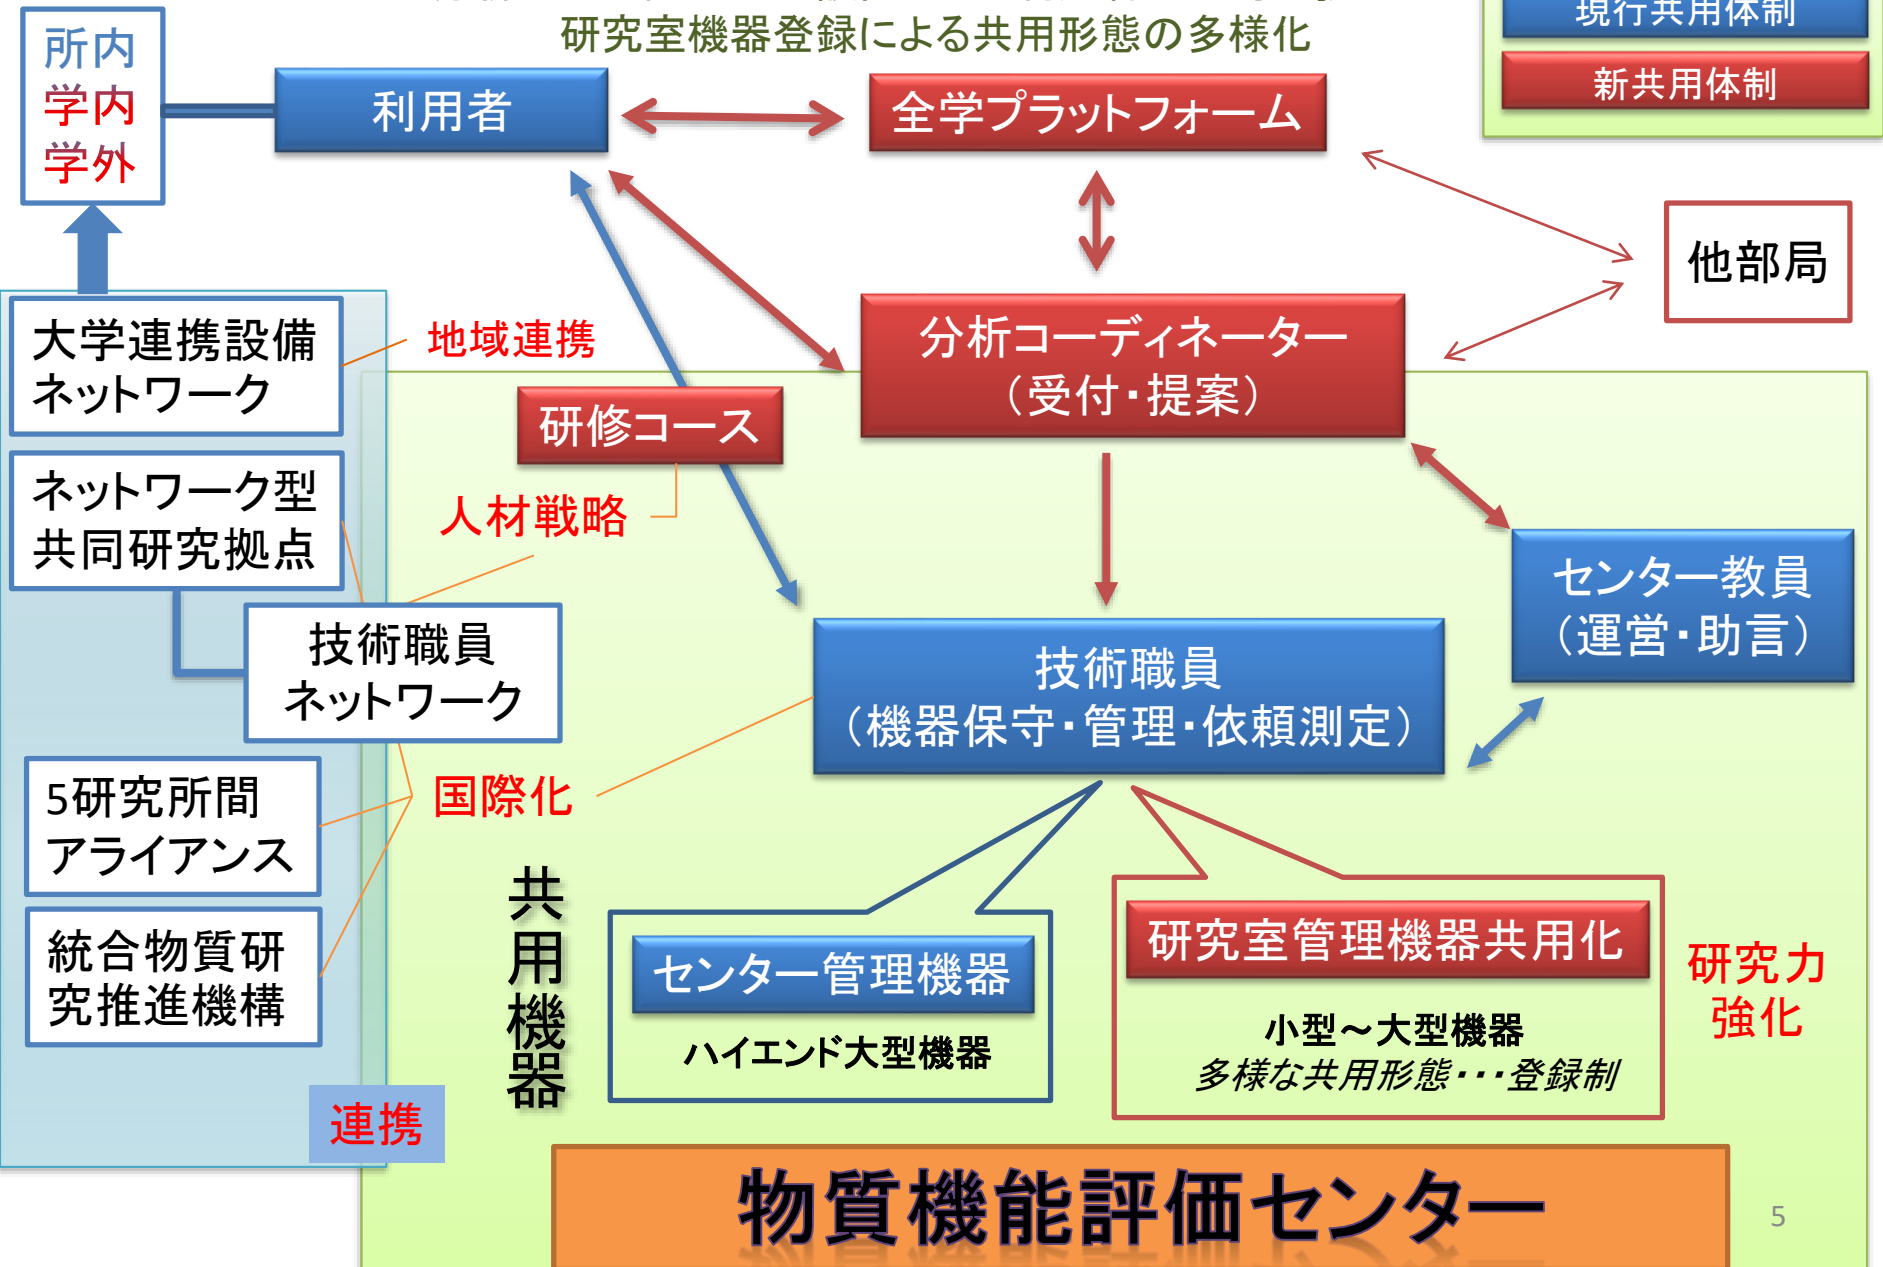 研究室機器登録による共用形態の多様化
現行共用体制
新共用体制
所内
学内
学外
利用者
全学プラットフォーム
他部局
大学連携設備
ネットワーク
地域連携
分析コーディネーター
（受付・提案）
研修コース
人材戦略
ネットワーク型
共同研究拠点
センター教員
（運営・助言）
技術職員
ネットワーク
技術職員
（機器保守・管理・依頼測定）
国際化
5研究所間
アライアンス
統合物質研
究推進機構
連携
共用機器
センター管理機器
ハイエンド大型機器
研究室管理機器共用化
小型～大型機器
多様な共用形態・・・登録制
研究力
強化
物質機能評価センター
5